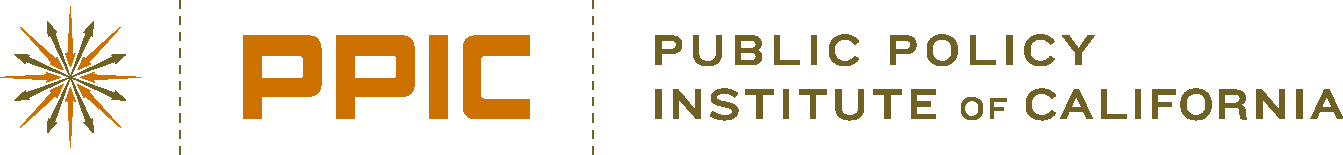 PPIC
PUBLIC POLICY
INSTITUTE OF CALIFORNIA